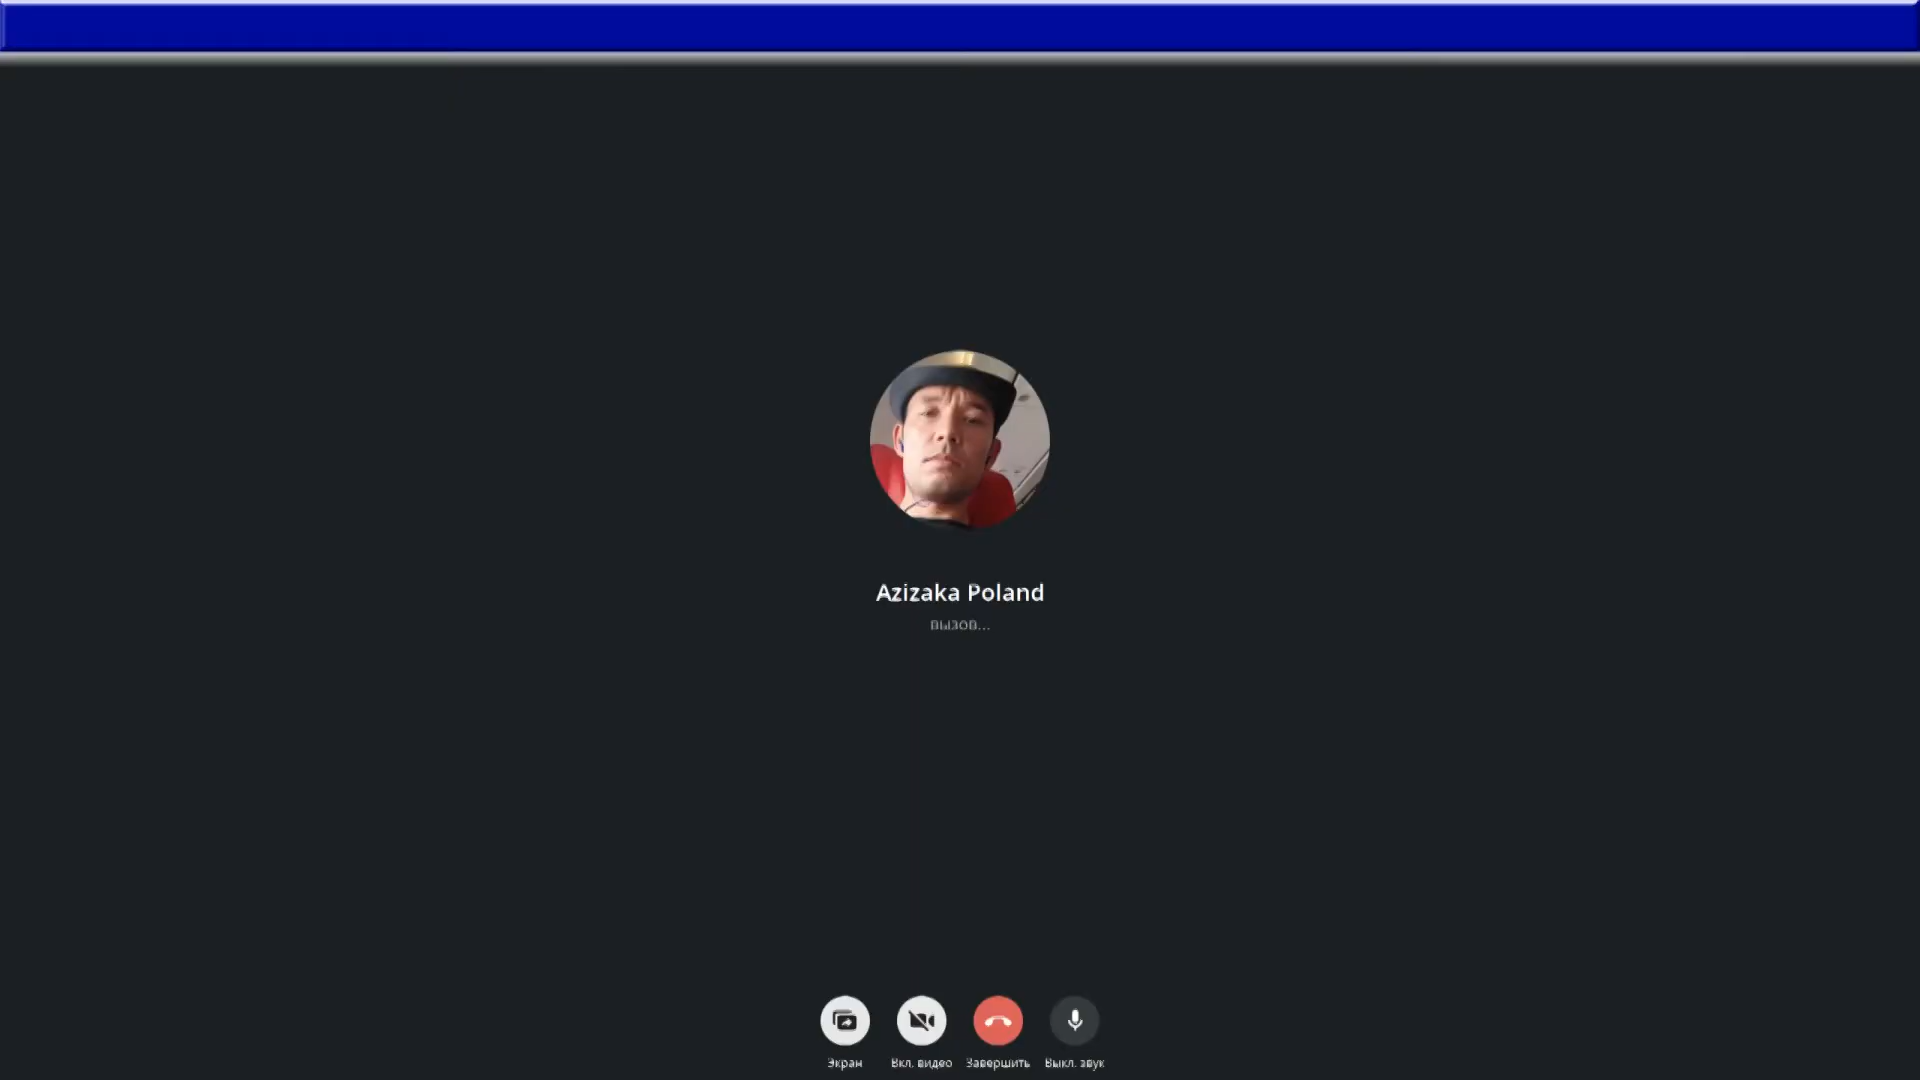 Azizaka Poland
вызов...
Экран
Вкл. видео
Завершить
Выкл. звук